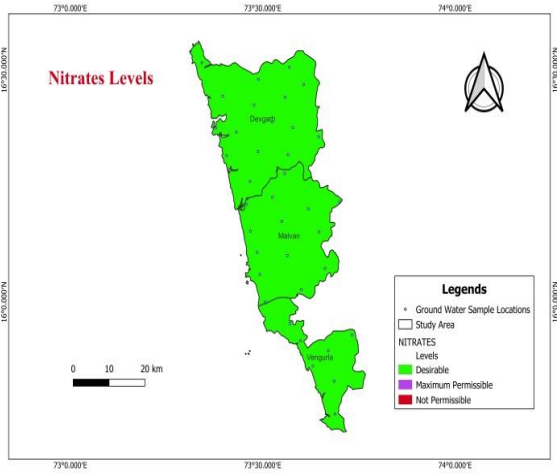 73°0.000'E 73°30.000'E 74°0.000'E
16°30.000'N 16°30.000'N
Nitrates Levels
Devgad
Malvan
Legends
Ground Water Sample Locations
Study Area
NITRATES
Levels
Desirable
Maximum Permissible
Not Permissible
16°0.000'N 16°0.000'N
Vengurla
0 10 20 km
73°0.000'E 73°30.000'E 74°0.000'E